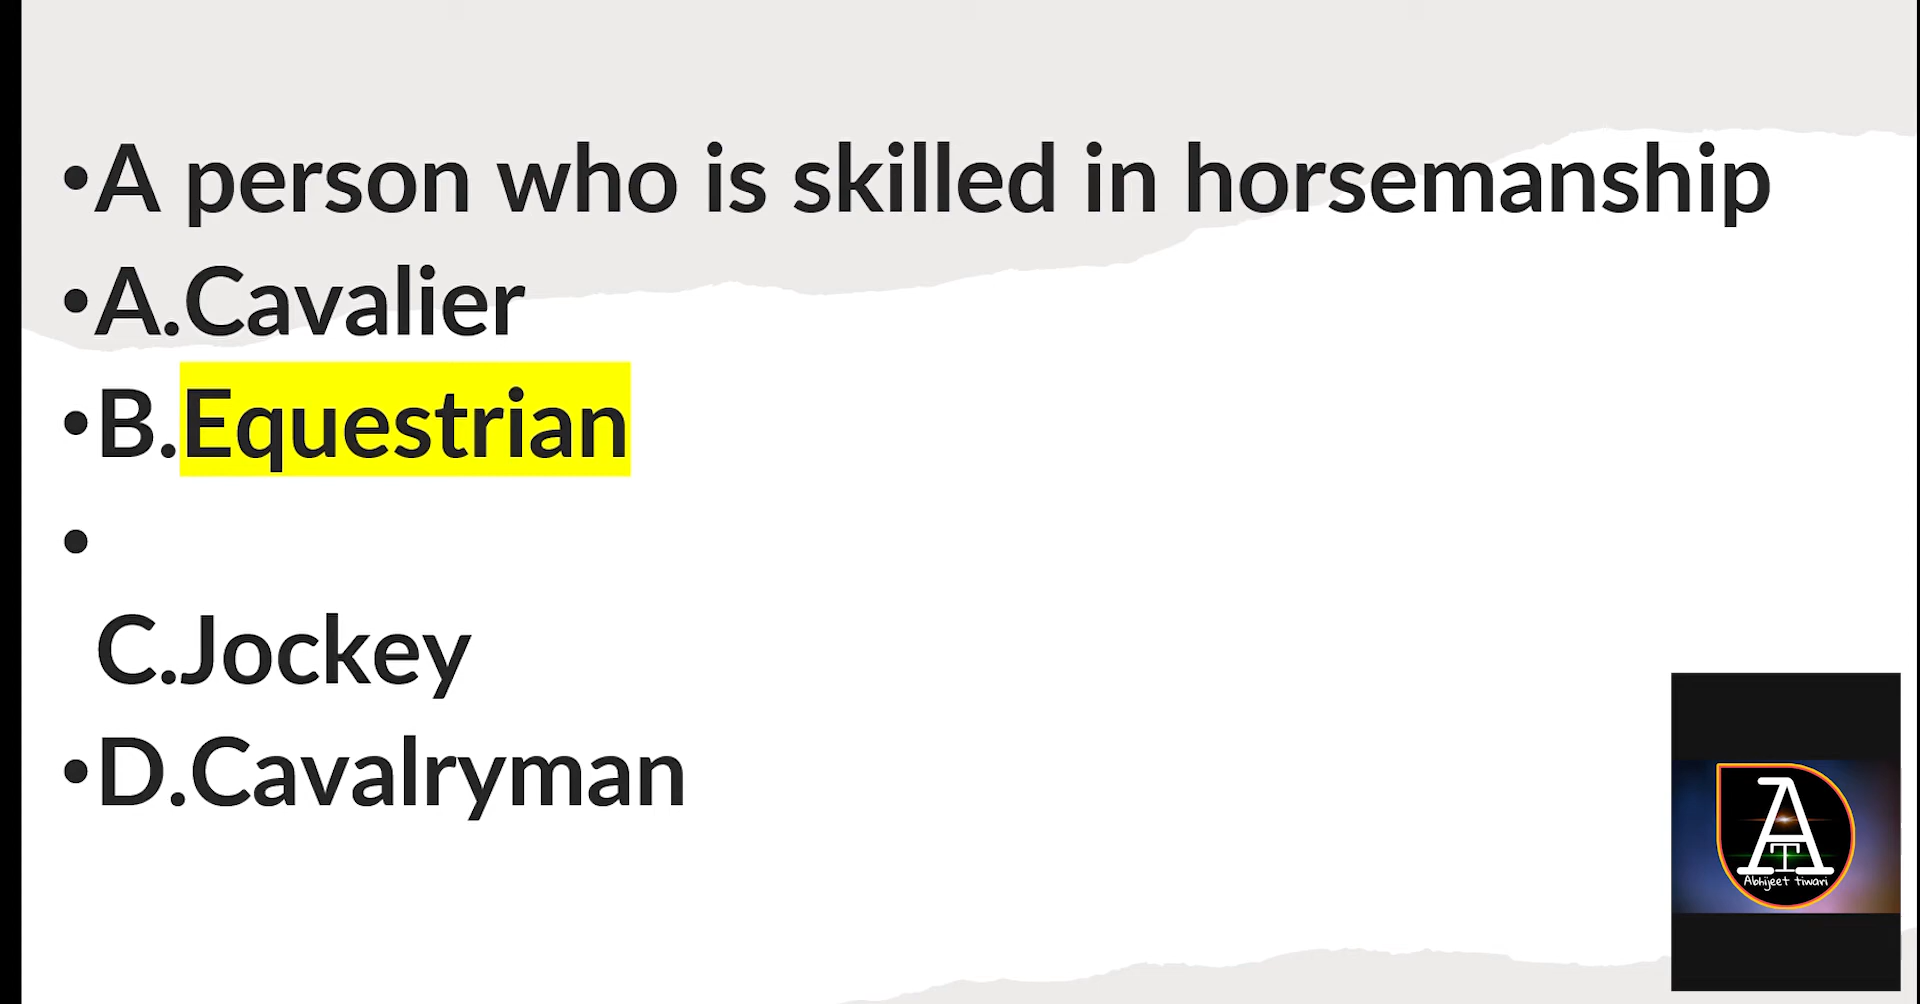 •A person who is skilled in horsemanship
•A.Cavalier
•B.Equestrian
•
C.Jockey
•D.Cavalryman
A
T
Abhijeet tiwari